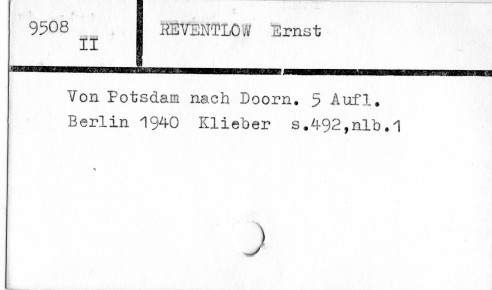 9508 II
REVENTLOW Ernst
Von Potsdam nach Doorn. 5 Aufl.
Berlin 1940 Klieber s.492,nlb.1